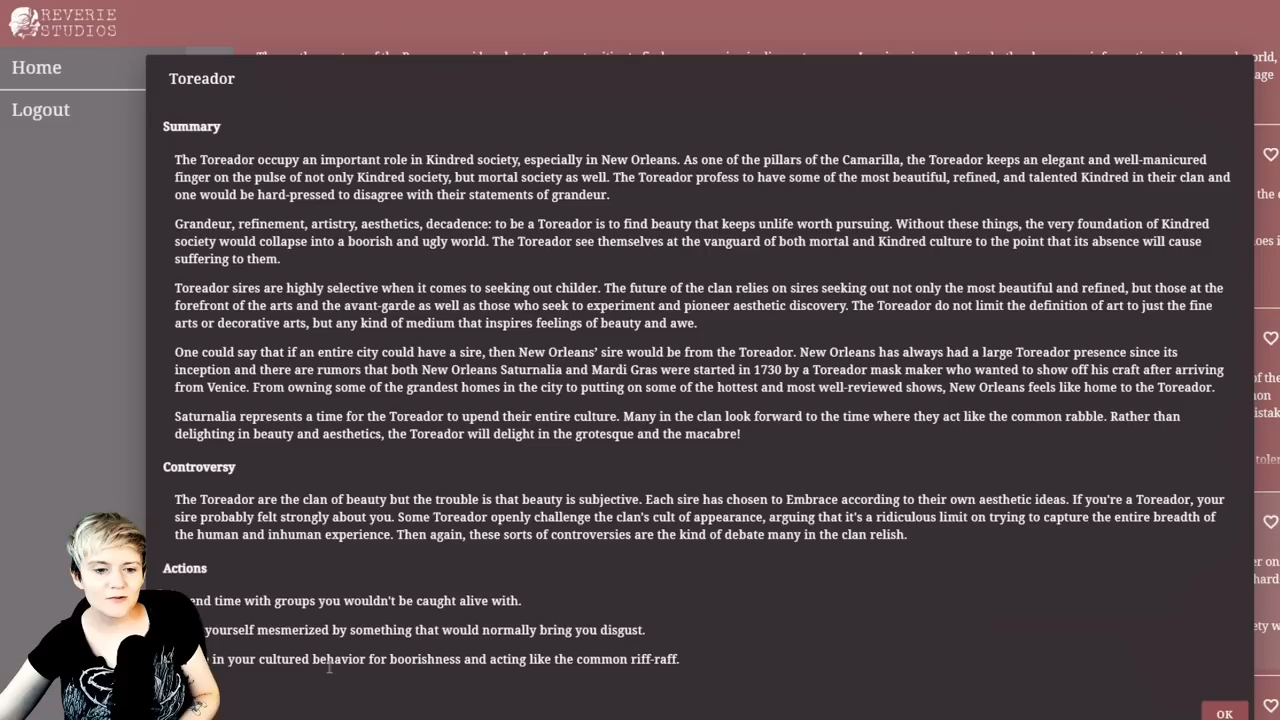 REVERIE
STUDIOS
Home
Logout
Toreador
Summary
The Toreador occupy an important role in Kindred society, especially in New Orleans. As one of the pillars of the Camarilla, the Toreador keeps an elegant and well-manicured
finger on the pulse of not only Kindred society, but mortal society as well. The Toreador profess to have some of the most beautiful, refined, and talented Kindred in their clan and
one would be hard-pressed to disagree with their statements of grandeur.
Grandeur, refinement, artistry, aesthetics, decadence: to be a Toreador is to find beauty that keeps unlife worth pursuing. Without these things, the very foundation of Kindred
society would collapse into a boorish and ugly world. The Toreador see themselves at the vanguard of both mortal and Kindred culture to the point that its absence will cause
suffering to them.
Toreador sires are highly selective when it comes to seeking out childer. The future of the clan relies on sires seeking out not only the most beautiful and refined, but those at the
forefront of the arts and the avant-garde as well as those who seek to experiment and pioneer aesthetic discovery. The Toreador do not limit the definition of art to just the fine
arts or decorative arts, but any kind of medium that inspires feelings of beauty and awe.
One could say that if an entire city could have a sire, then New Orleans’ sire would be from the Toreador. New Orleans has always had a large Toreador presence since its
inception and there are rumors that both New Orleans Saturnalia and Mardi Gras were started in 1730 by a Toreador mask maker who wanted to show off his craft after arriving
from Venice. From owning some of the grandest homes in the city to putting on some of the hottest and most well-reviewed shows, New Orleans feels like home to the Toreador.
Saturnalia represents a time for the Toreador to upend their entire culture. Many in the clan look forward to the time where they act like the common rabble. Rather than
delighting in beauty and aesthetics, the Toreador will delight in the grotesque and the macabre!
Controversy
The Toreador are the clan of beauty but the trouble is that beauty is subjective. Each sire has chosen to Embrace according to their own aesthetic ideas. If you're a Toreador, your
sire probably felt strongly about you. Some Toreador openly challenge the clan's cult of appearance, arguing that it's a ridiculous limit on trying to capture the entire breadth of
the human and inhuman experience. Then again, these sorts of controversies are the kind of debate many in the clan relish.
Actions
time with groups you wouldn't be caught alive with.
yourself mesmerized by something that would normally bring you disgust.
in your cultured behavior for boorishness and acting like the common riff-raff.
OK